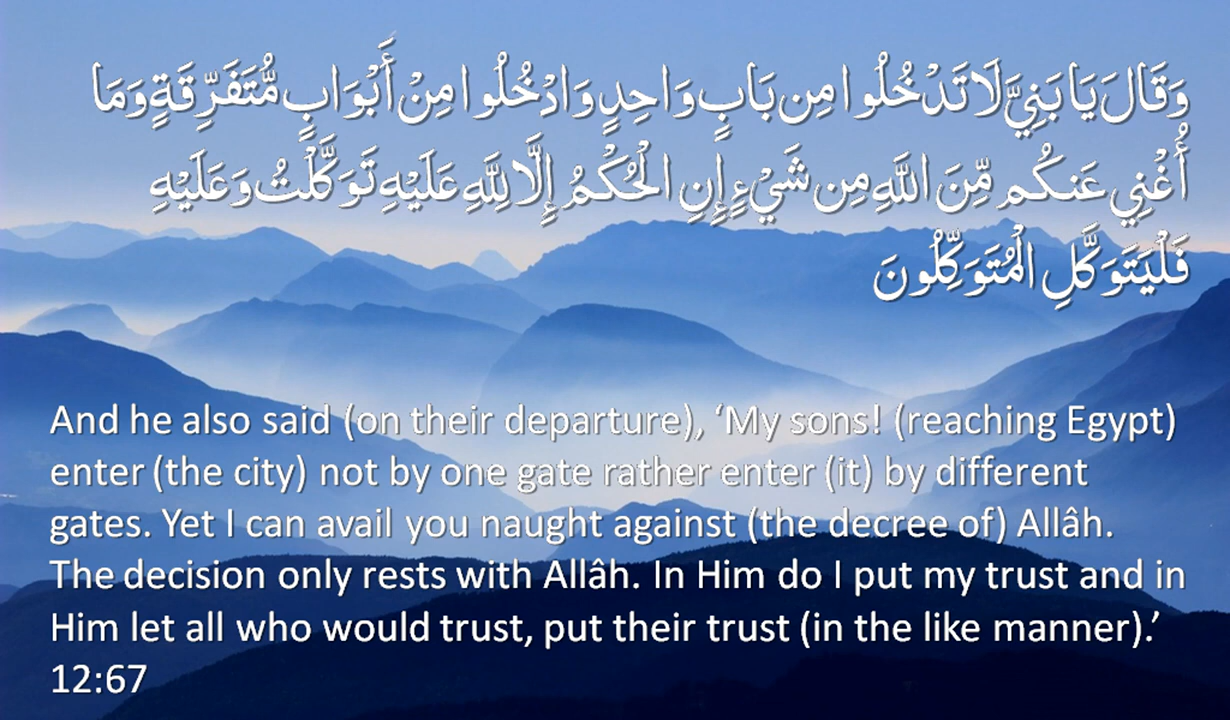 وَقَالَ يَا بَنِيَّ لَا تَدْخُلُوا مِن بَابٍ وَاحِدٍ وَادْخُلُوا مِنْ أَبْوَابٍ مُّتَفَرِّقَةٍ وَمَا
أُغْنِي عَنكُم مِّنَ اللَّهِ مِن شَيْءٍ إِنِ الْحُكْمُ إِلَّا لِلَّهِ عَلَيْهِ تَوَكَّلْتُ وَعَلَيْهِ
فَلْيَتَوَكَّلِ الْمُتَوَكِّلُونَ
And he also said (on their departure), ‘My sons! (reaching Egypt)
enter (the city) not by one gate rather enter (it) by different
gates. Yet I can avail you naught against (the decree of) Allâh.
The decision only rests with Allâh. In Him do I put my trust and in
Him let all who would trust, put their trust (in the like manner).’
12:67